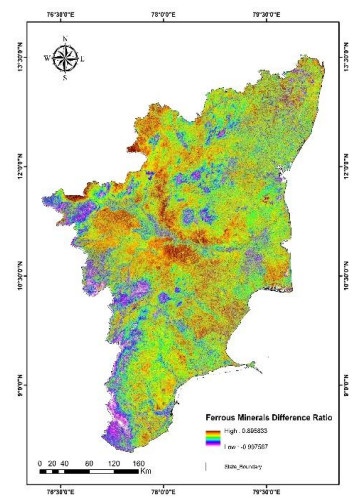 76°30'0"E 78°0'0"E 79°30'0"E
N
W E
S
13°30'0"N 13°30'0"N
12°0'0"N 12°0'0"N
10°30'0"N 10°30'0"N
9°0'0"N 9°0'0"N
Ferrous Minerals Difference Ratio
High : 0.895833
Low : -0.997567
State_Boundary
0 20 40 80 120 160
Km
76°30'0"E 78°0'0"E 79°30'0"E